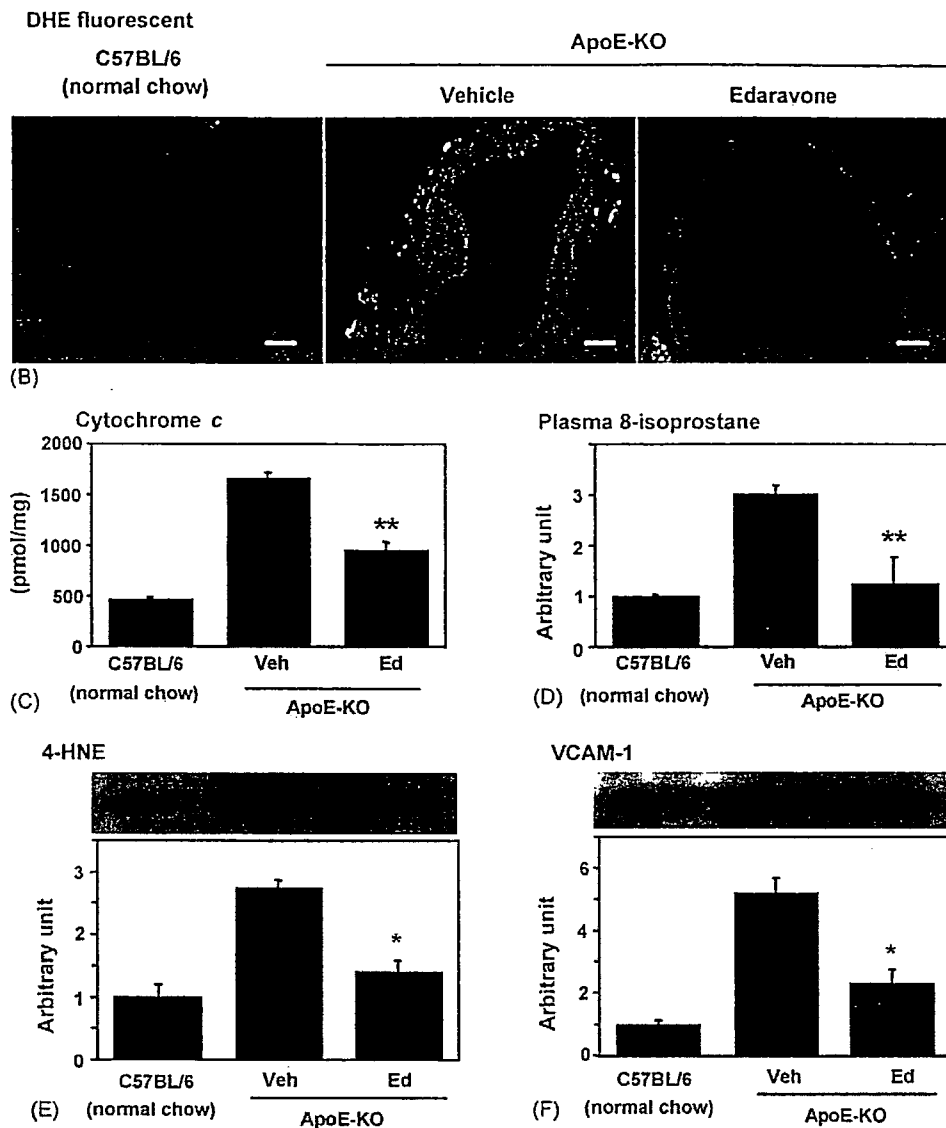 DHE fluorescent
C57BL/6
(normal chow)
ApoE-KO
Vehicle
Edaravone
(B)
Cytochrome c
2000
1500
1000
500
0
(pmol/mg)
**
C57BL/6
(normal chow)
Veh
Ed
ApoE-KO
(C)
Plasma 8-isoprostane
3
2
1
0
Arbitrary unit
**
C57BL/6
(normal chow)
Veh
Ed
ApoE-KO
(D)
4-HNE
3
2
1
0
Arbitrary unit
*
C57BL/6
(normal chow)
Veh
Ed
ApoE-KO
(E)
VCAM-1
6
4
2
0
Arbitrary unit
*
C57BL/6
(normal chow)
Veh
Ed
ApoE-KO
(F)